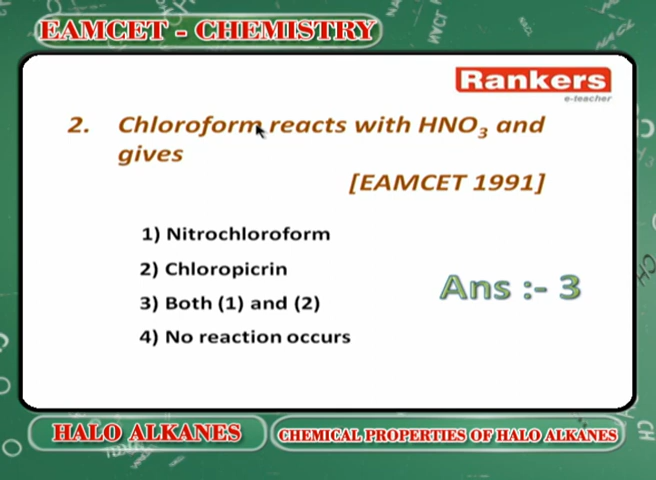 EAMCET - CHEMISTRY
Rankers
e-teacher
2. Chloroform reacts with HNO₃ and
gives
[EAMCET 1991]
1) Nitrochloroform
2) Chloropicrin
3) Both (1) and (2)
4) No reaction occurs
Ans :- 3
HALO ALKANES
CHEMICAL PROPERTIES OF HALO ALKANES